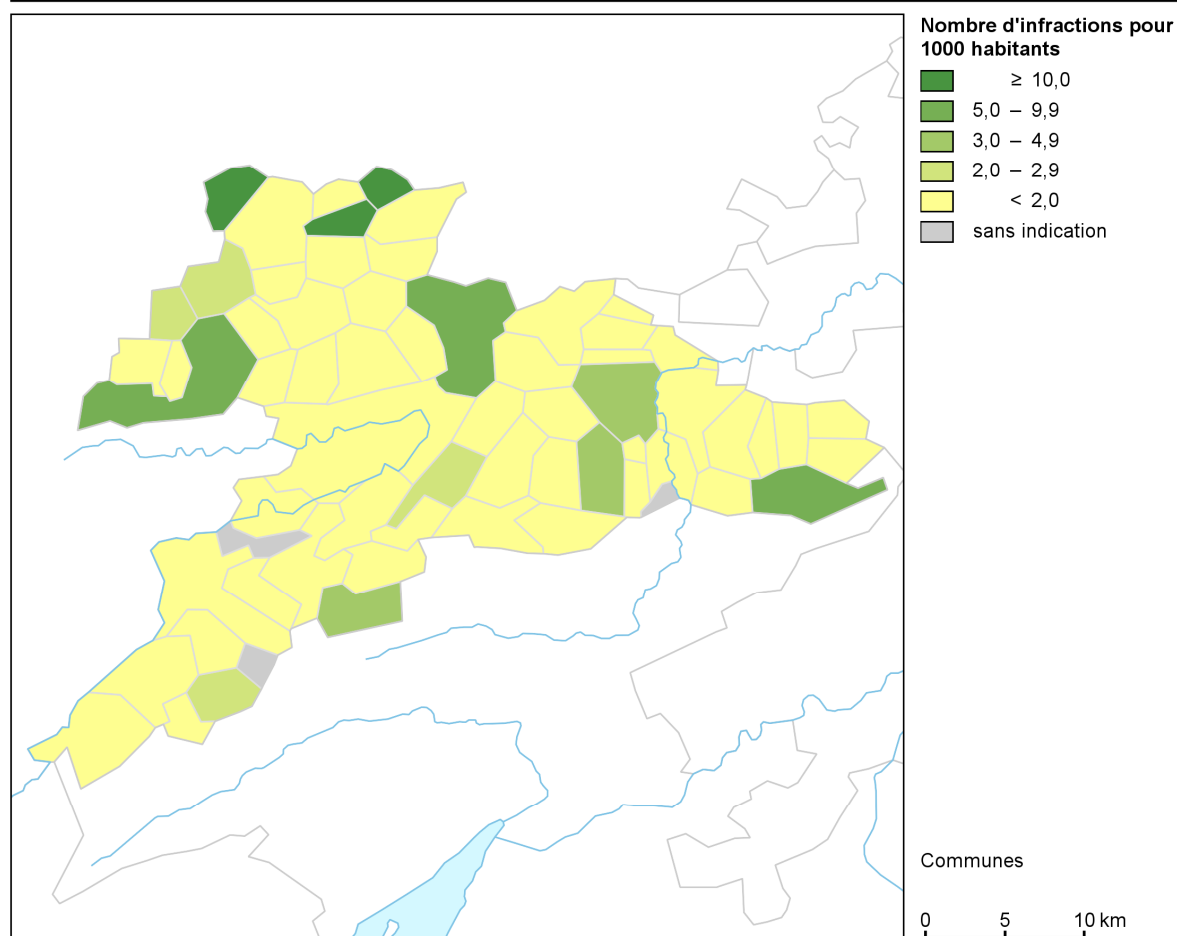 Nombre d'infractions pour
1000 habitants
≥ 10,0
5,0 – 9,9
3,0 – 4,9
2,0 – 2,9
< 2,0
sans indication
Communes
0 5 10 km